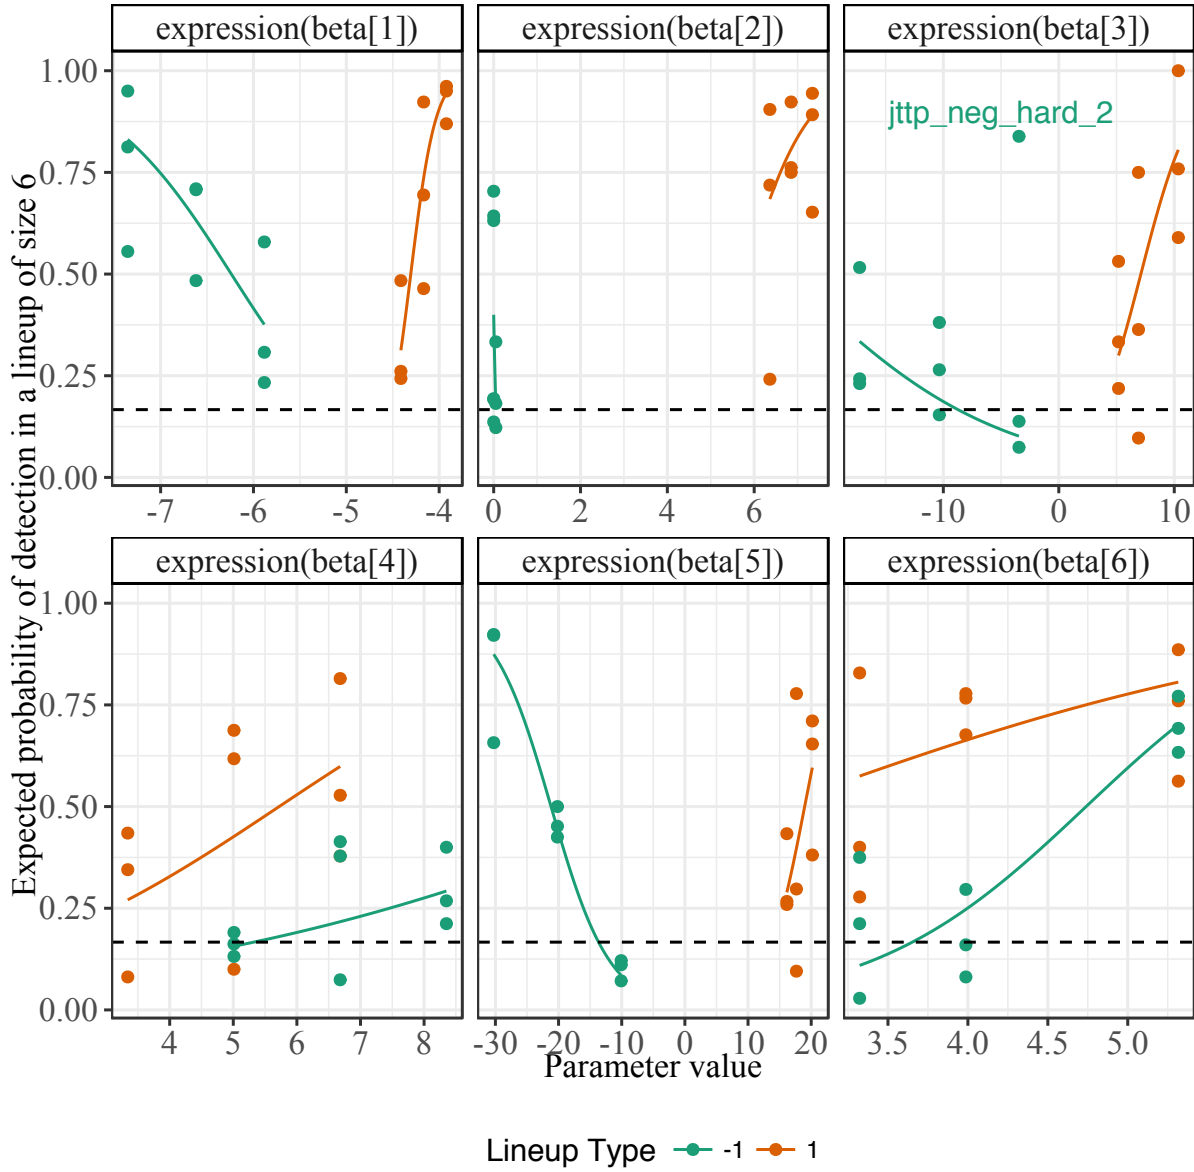 expression(beta[1]) expression(beta[2]) expression(beta[3])
1.00
0.75
0.50
0.25
0.00
jttp_neg_hard_2
-7 -6 -5 -4 0 2 4 6 -10 0 10
Expected probability of detection in a lineup of size 6
expression(beta[4]) expression(beta[5]) expression(beta[6])
1.00
0.75
0.50
0.25
0.00
4 5 6 7 8 -30 -20 -10 0 10 20 3.5 4.0 4.5 5.0
Parameter value
Lineup Type -1 1